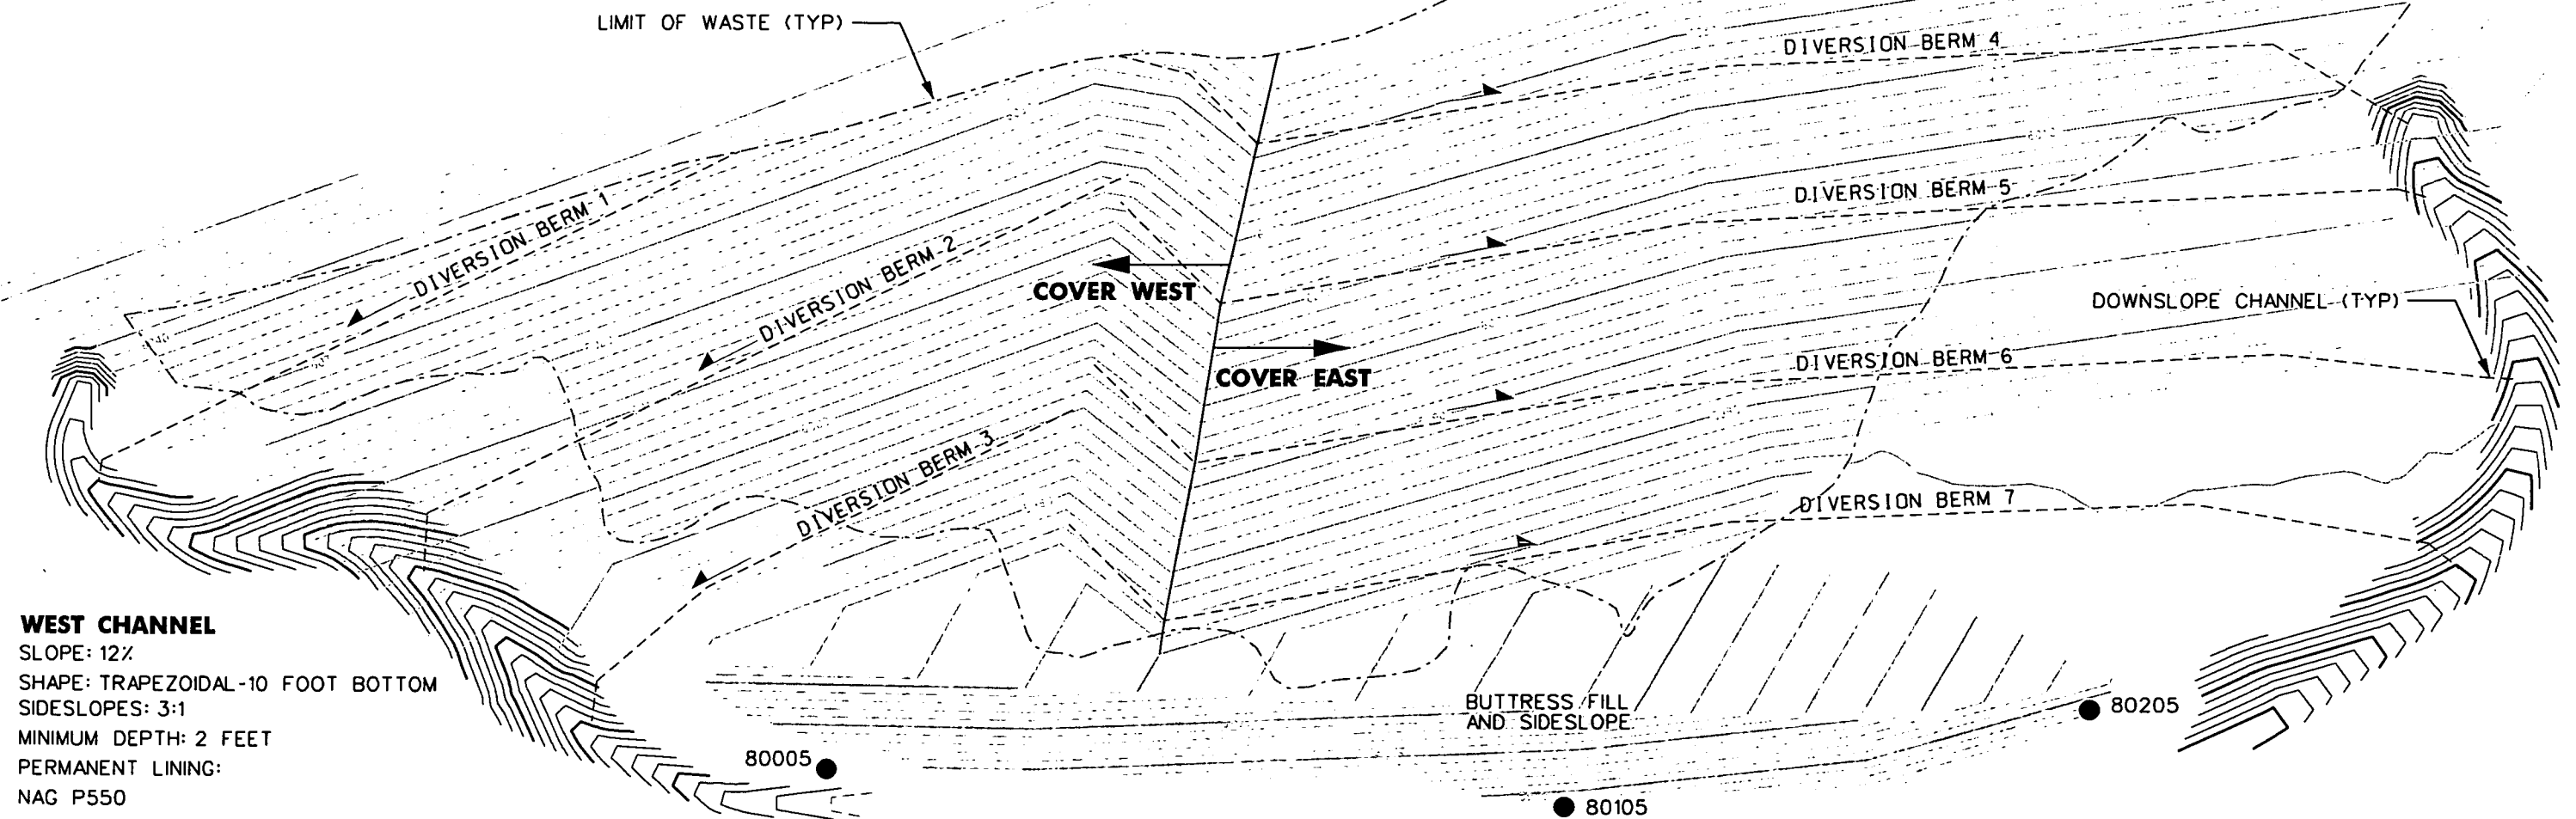 LIMIT OF WASTE (TYP)
DIVERSION BERM 4
DIVERSION BERM 1
DIVERSION BERM 5
DIVERSION BERM 2
COVER WEST
DOWNSLOPE CHANNEL (TYP)
DIVERSION BERM 6
COVER EAST
DIVERSION BERM 3
DIVERSION BERM 7
WEST CHANNEL
SLOPE: 12%
SHAPE: TRAPEZOIDAL-10 FOOT BOTTOM
SIDESLOPES: 3:1
MINIMUM DEPTH: 2 FEET
PERMANENT LINING:
NAG P550
BUTTRESS FILL
AND SIDESLOPE
80205
80005
80105